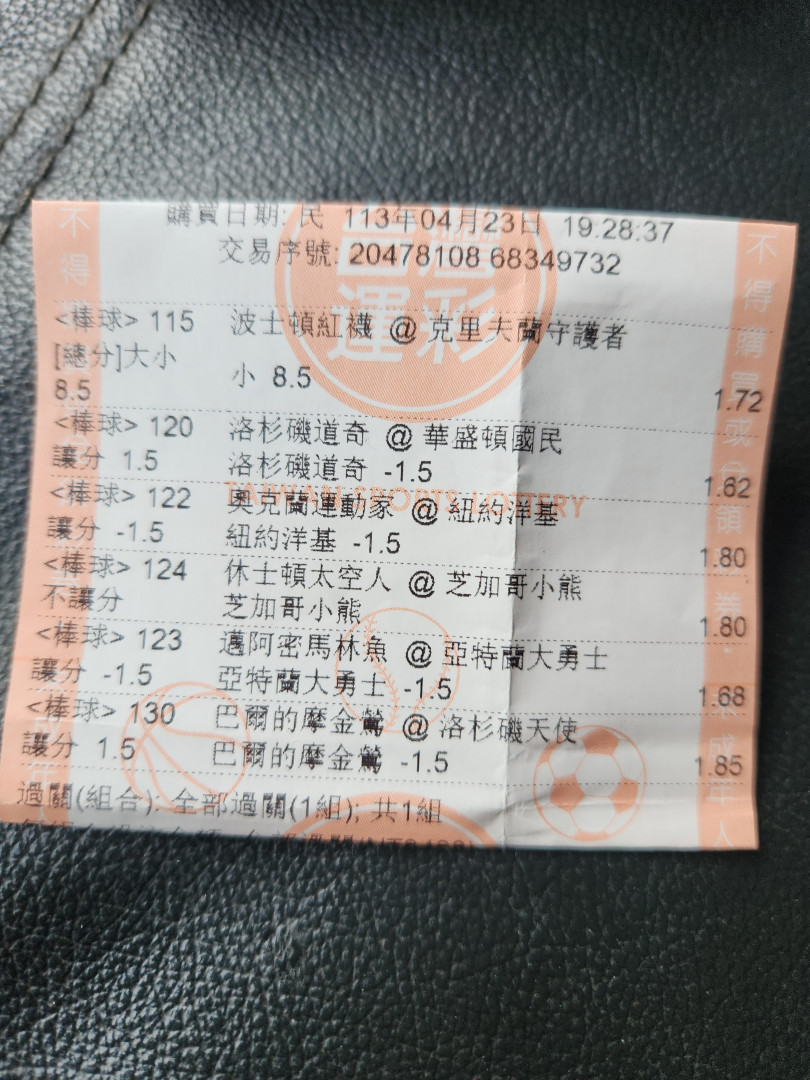 購買日期: 民 113年04月23日 19:28:37
交易序號: 20478108 68349732
台灣
運彩
<棒球> 115 波士頓紅襪 @ 克里夫蘭守護者
[總分]大小 小 8.5
8.5 1.72
<棒球> 120 洛杉磯道奇 @ 華盛頓國民
讓分 1.5 洛杉磯道奇 -1.5 1.62
TAIWAN SPORTS LOTTERY
<棒球> 122 奧克蘭運動家 @ 紐約洋基
讓分 -1.5 紐約洋基 -1.5 1.80
<棒球> 124 休士頓太空人 @ 芝加哥小熊
不讓分 芝加哥小熊 1.80
<棒球> 123 邁阿密馬林魚 @ 亞特蘭大勇士
讓分 -1.5 亞特蘭大勇士 -1.5 1.68
<棒球> 130 巴爾的摩金鶯 @ 洛杉磯天使
讓分 1.5 巴爾的摩金鶯 -1.5 1.85
過關(組合): 全部過關(1組); 共1組
不得
不得購買或
領
券
成
人